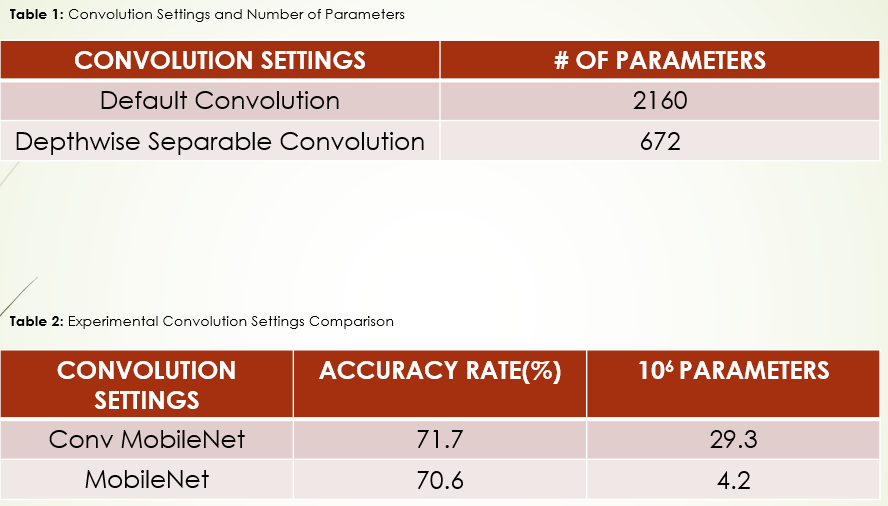 Table 1: Convolution Settings and Number of Parameters
CONVOLUTION SETTINGS # OF PARAMETERS
Default Convolution 2160
Depthwise Separable Convolution 672
Table 2: Experimental Convolution Settings Comparison
CONVOLUTION SETTINGS ACCURACY RATE(%) 10⁶ PARAMETERS
Conv MobileNet 71.7 29.3
MobileNet 70.6 4.2